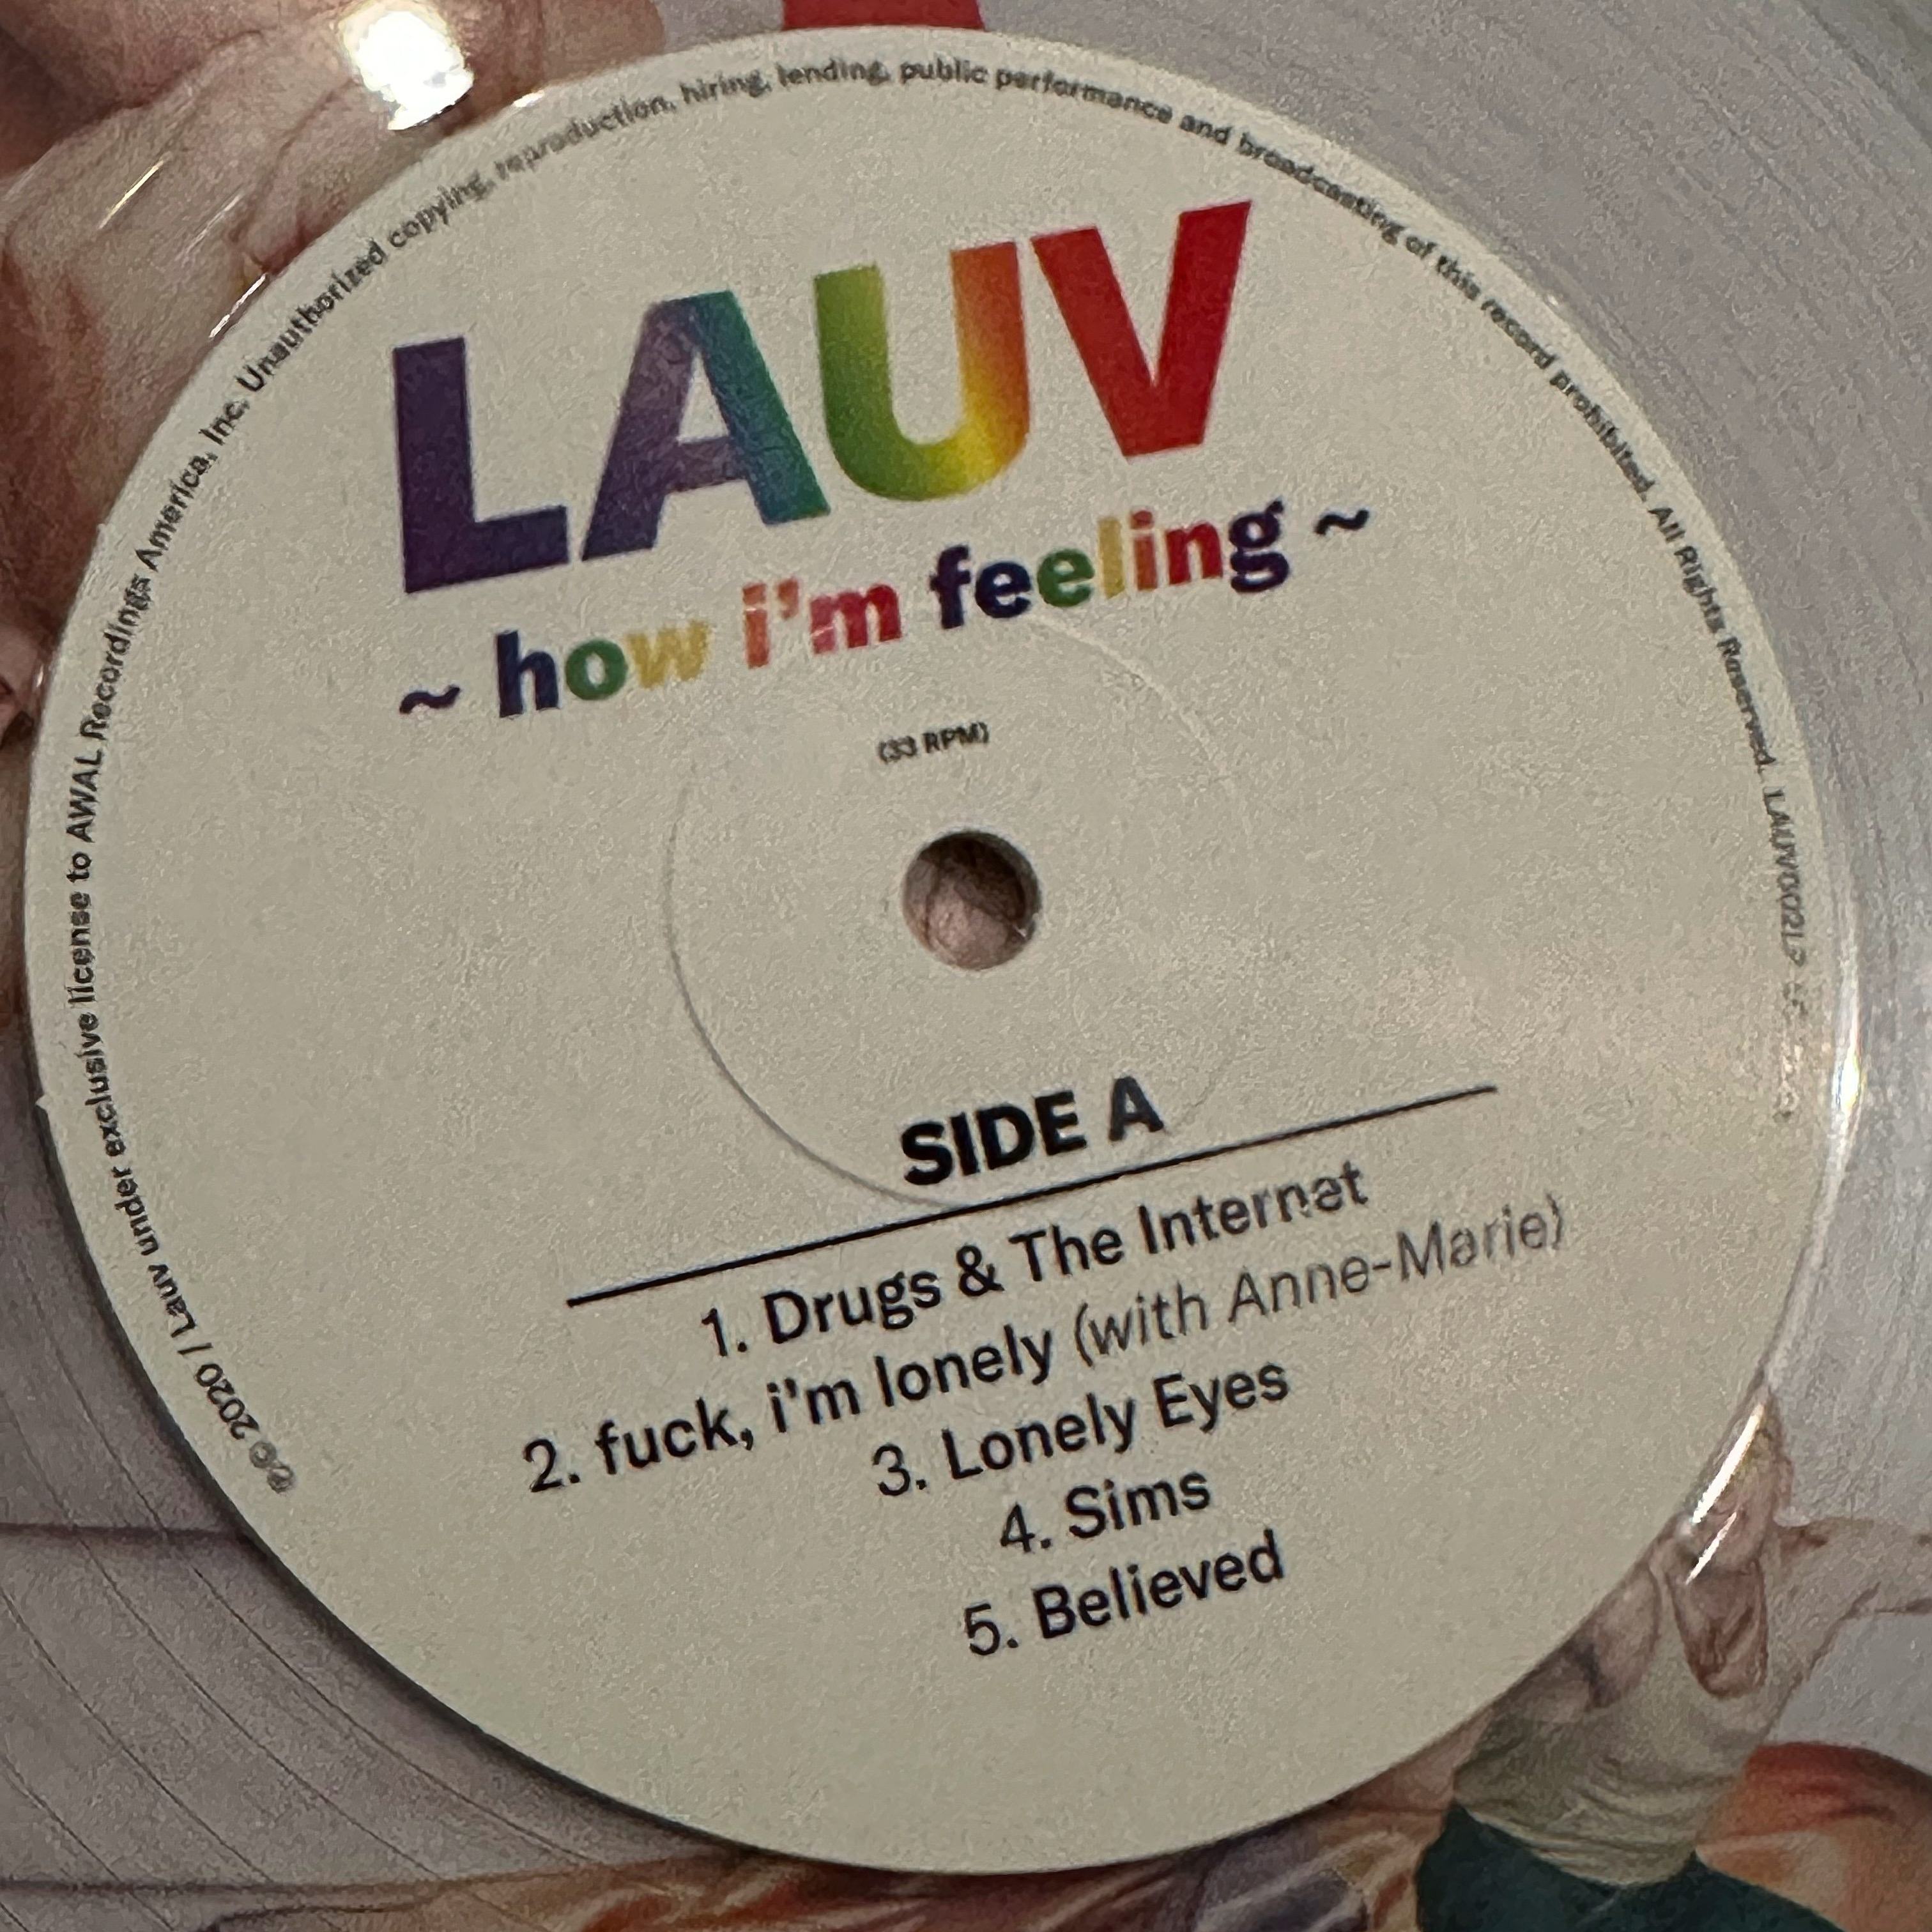 LAUV
~ how i'm feeling ~
(33 RPM)
SIDE A
1. Drugs & The Internet
2. fuck, i'm lonely (with Anne-Marie)
3. Lonely Eyes
4. Sims
5. Believed
℗© 2020 / Lauv under exclusive license to AWAL Recordings America, Inc. Unauthorized copying, reproduction, hiring, lending, public performance and broadcasting of this record prohibited. All Rights Reserved. LAUV002LP